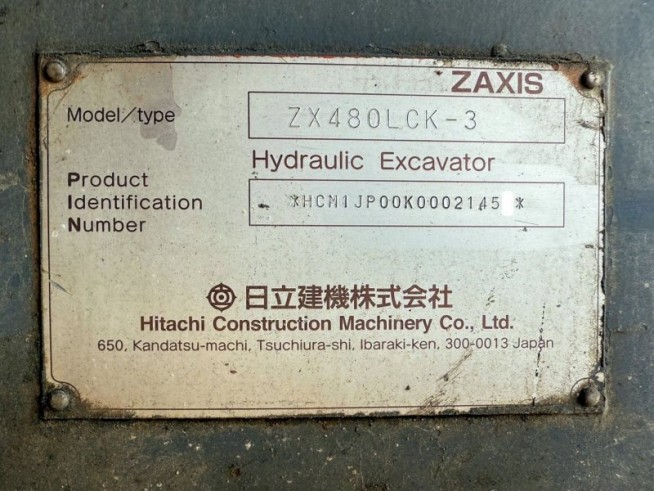 ZAXIS
Model/type ZX480LCK-3
Hydraulic Excavator
Product
Identification *HCM1JP00K0002145 *
Number
日立建機株式会社
Hitachi Construction Machinery Co., Ltd.
650, Kandatsu-machi, Tsuchiura-shi, Ibaraki-ken, 300-0013 Japan